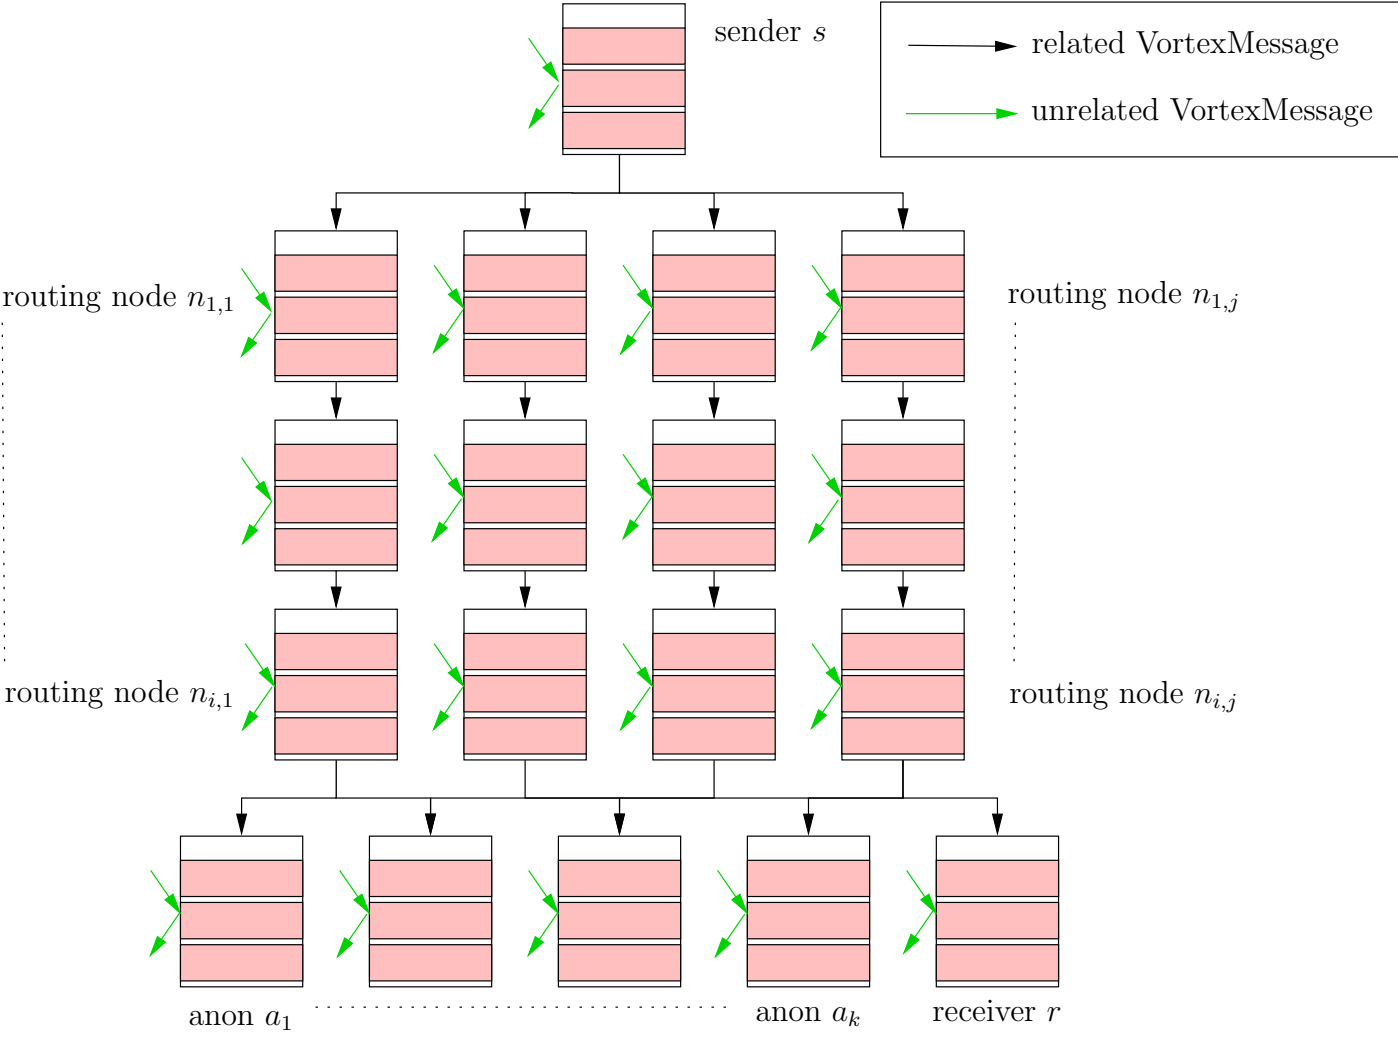 sender s
related VortexMessage
unrelated VortexMessage
routing node n1,1
routing node n1,j
routing node ni,1
routing node ni,j
anon a1
anon ak
receiver r